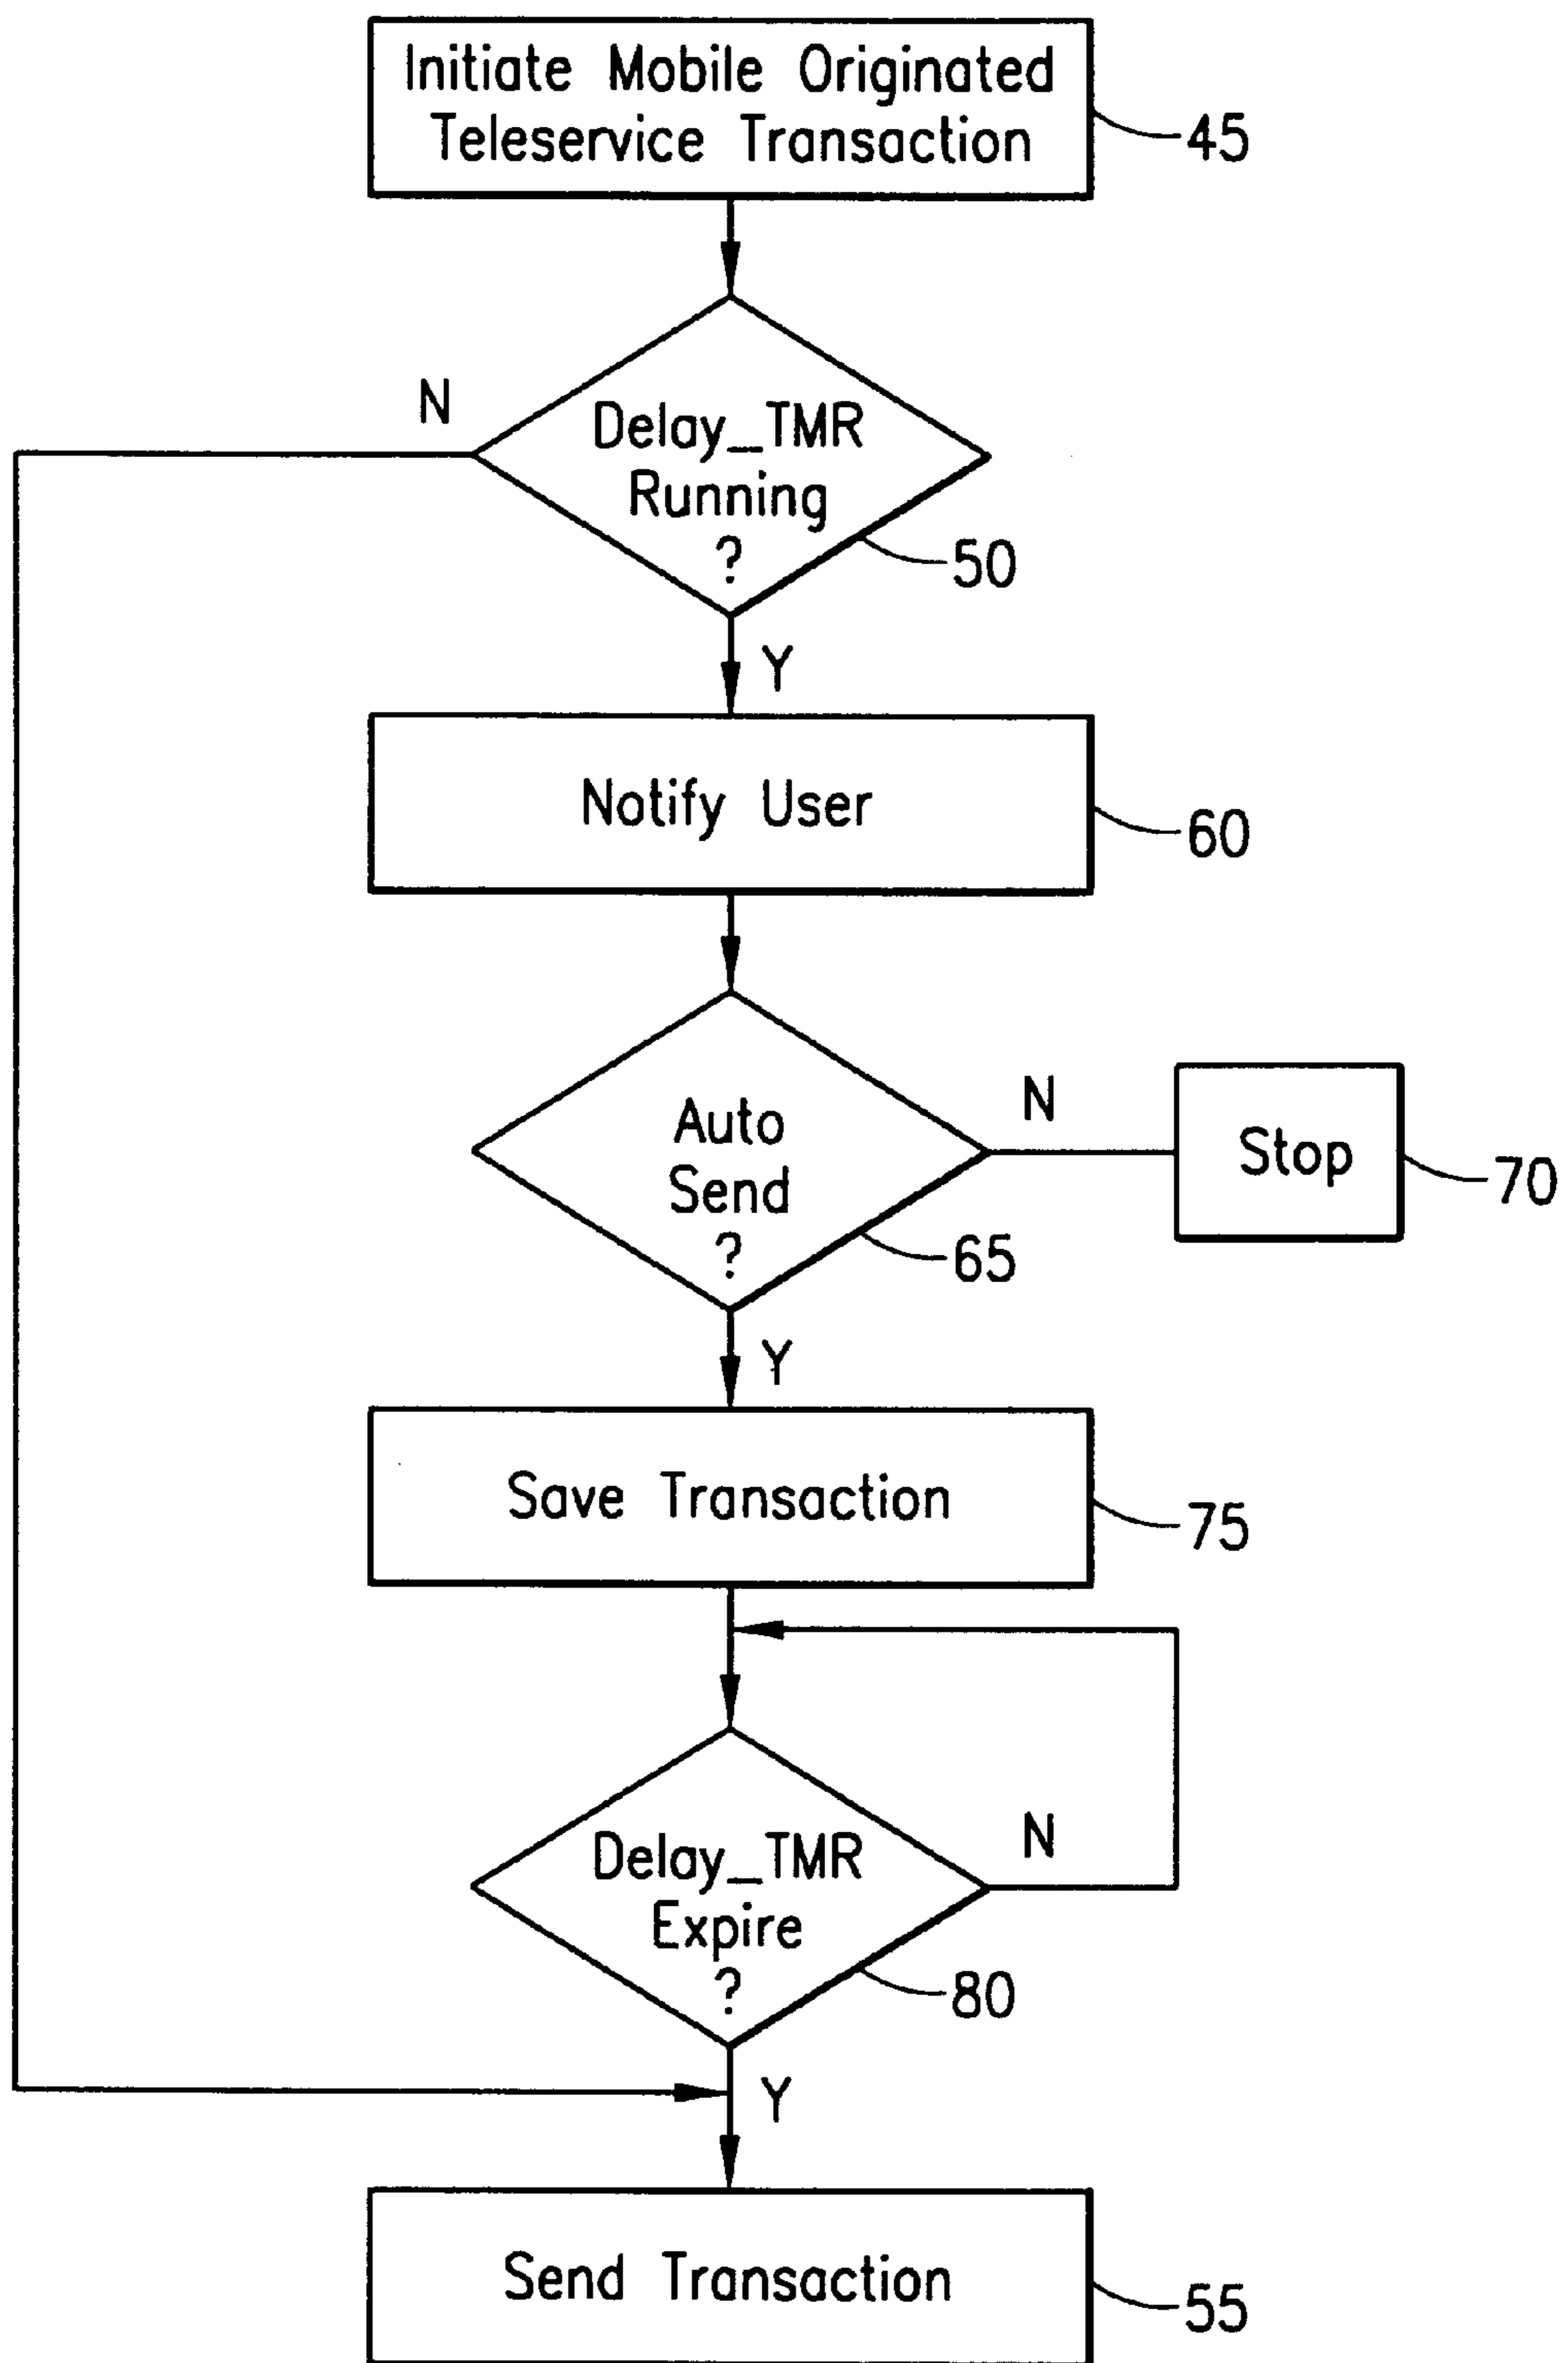 Initiate Mobile Originated
Teleservice Transaction
45
N
Delay_TMR
Running
?
50
Y
Notify User
60
Auto
Send
?
65
N
Stop
70
Y
Save Transaction
75
Delay_TMR
Expire
?
80
N
Y
Send Transaction
55